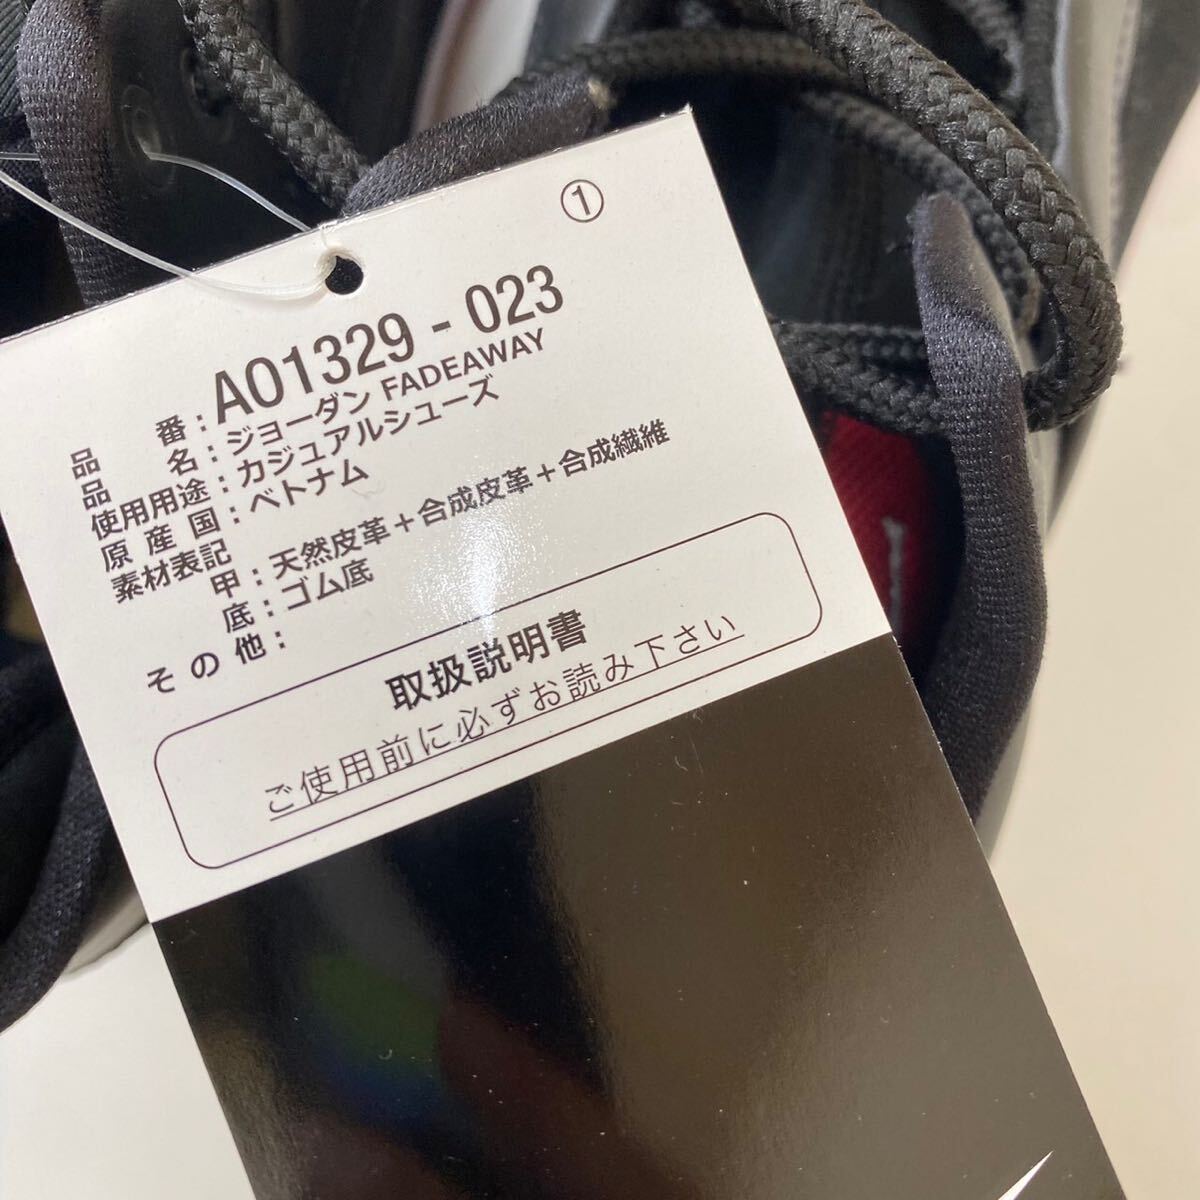 ①
品番：AO1329-023
品名：ジョーダン FADEAWAY
使用用途：カジュアルシューズ
原産国：ベトナム
素材表記
甲：天然皮革＋合成皮革＋合成繊維
底：ゴム底
その他：
取扱説明書
ご使用前に必ずお読み下さい